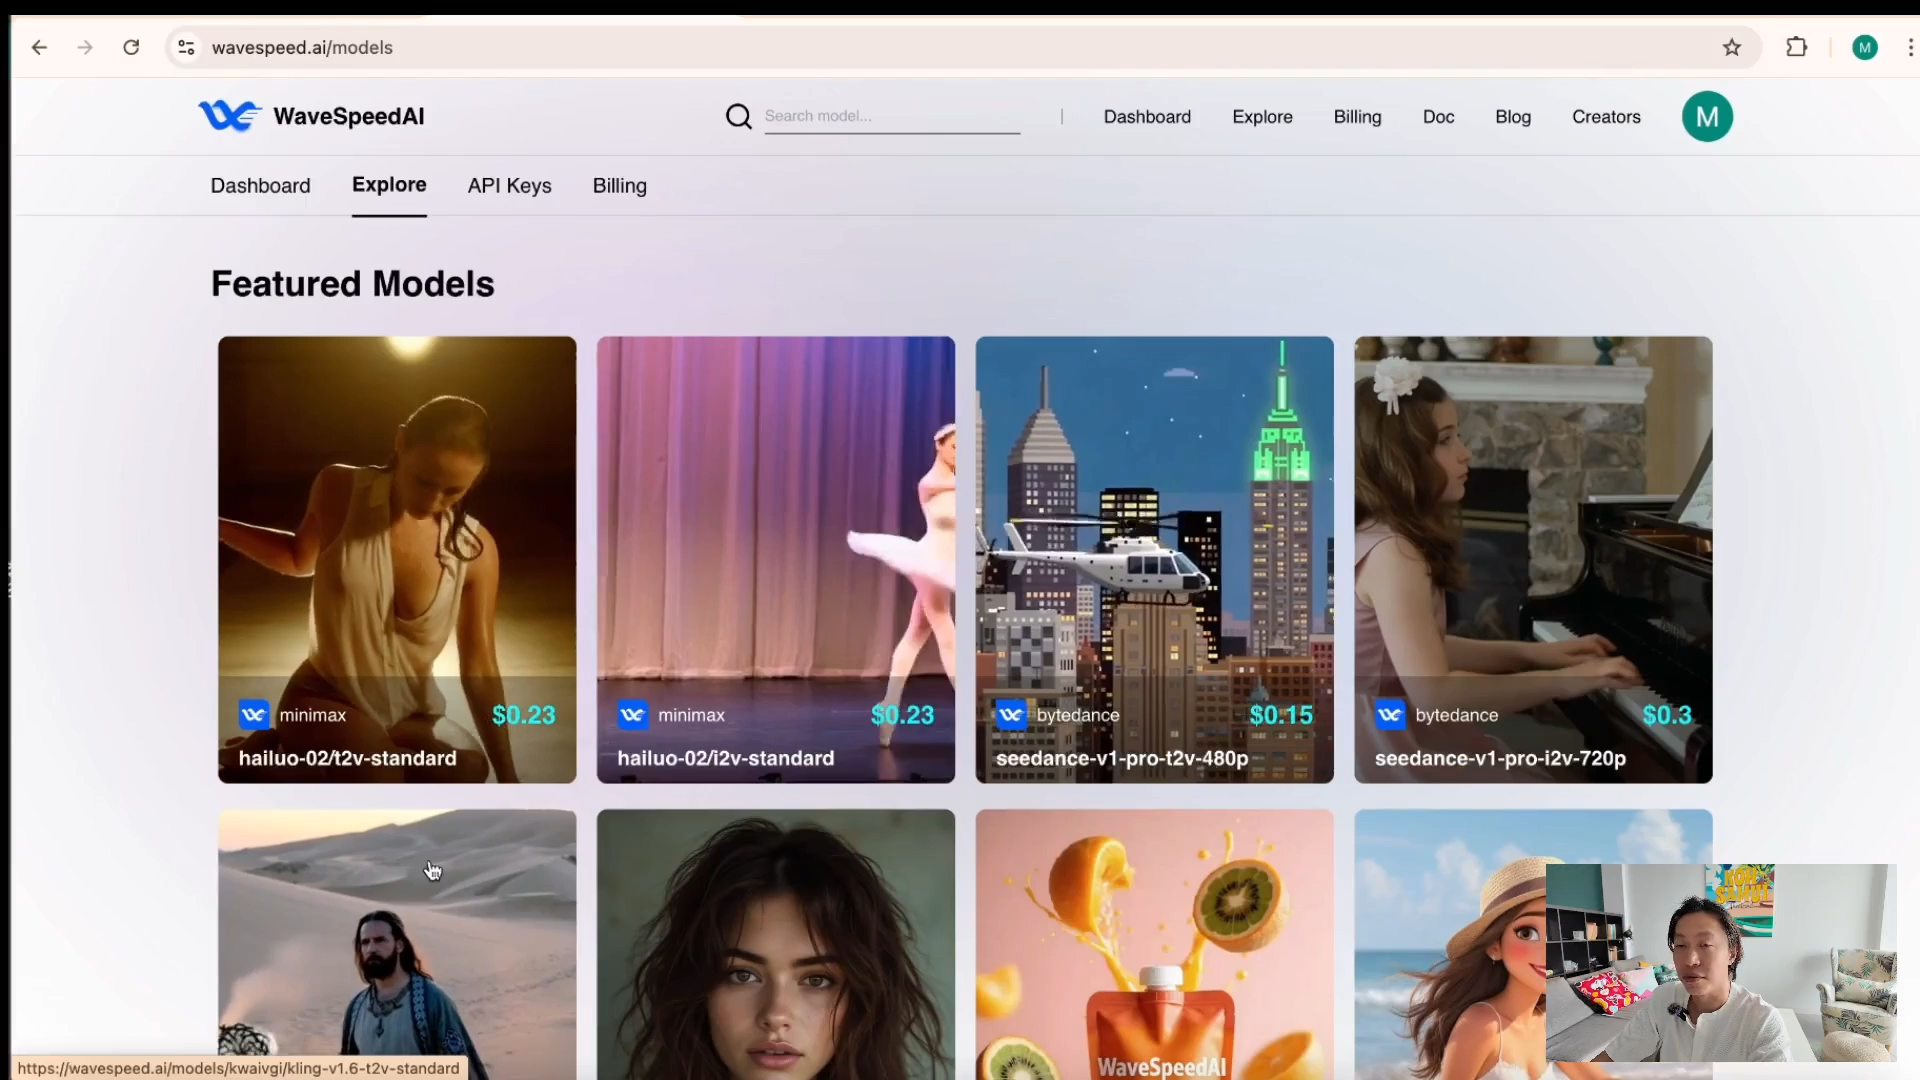 wavespeed.ai/models
M
WaveSpeedAI
Search model...
Dashboard
Explore
Billing
Doc
Blog
Creators
M
Dashboard
Explore
API Keys
Billing
Featured Models
minimax
$0.23
hailuo-02/t2v-standard
minimax
$0.23
hailuo-02/i2v-standard
bytedance
$0.15
seedance-v1-pro-t2v-480p
bytedance
$0.3
seedance-v1-pro-i2v-720p
WaveSpeedAI
KOH
SAMUI
https://wavespeed.ai/models/kwaivgi/kling-v1.6-t2v-standard